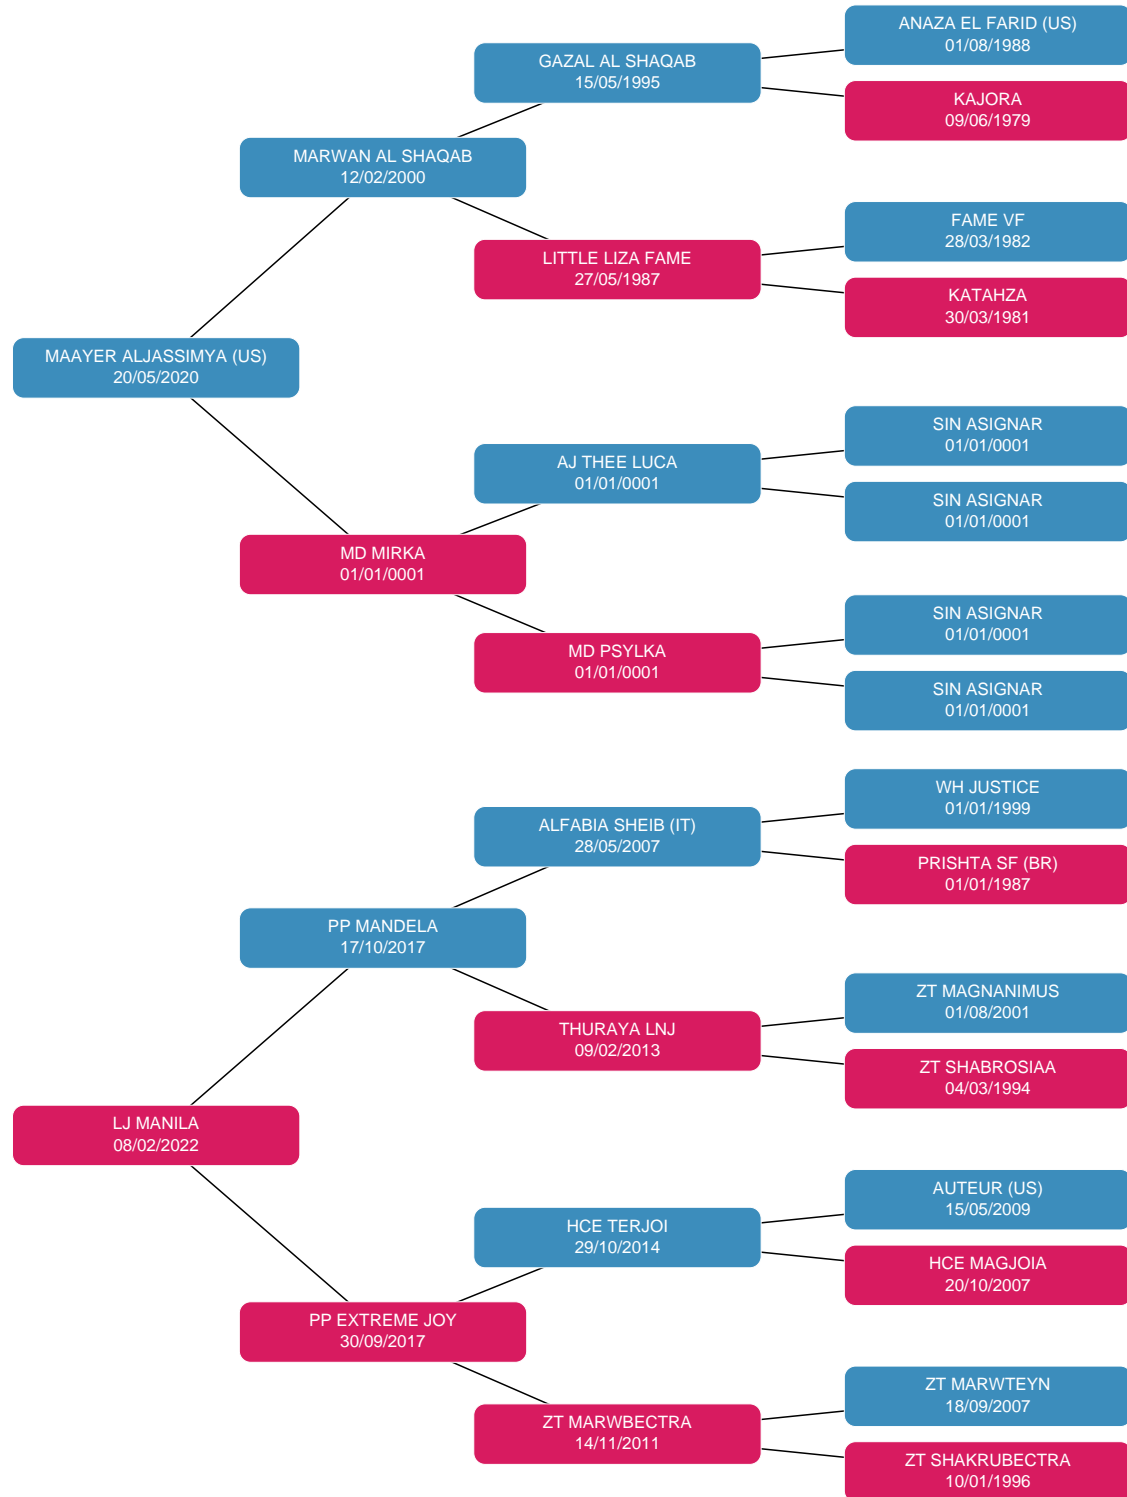 ANAZA EL FARID (US)
01/08/1988
GAZAL AL SHAQAB
15/05/1995
KAJORA
09/06/1979
MARWAN AL SHAQAB
12/02/2000
FAME VF
28/03/1982
LITTLE LIZA FAME
27/05/1987
KATAHZA
30/03/1981
MAAYER ALJASSIMYA (US)
20/05/2020
SIN ASIGNAR
01/01/0001
AJ THEE LUCA
01/01/0001
SIN ASIGNAR
01/01/0001
MD MIRKA
01/01/0001
SIN ASIGNAR
01/01/0001
MD PSYLKA
01/01/0001
SIN ASIGNAR
01/01/0001
WH JUSTICE
01/01/1999
ALFABIA SHEIB (IT)
28/05/2007
PRISHTA SF (BR)
01/01/1987
PP MANDELA
17/10/2017
ZT MAGNANIMUS
01/08/2001
THURAYA LNJ
09/02/2013
ZT SHABROSIAA
04/03/1994
LJ MANILA
08/02/2022
AUTEUR (US)
15/05/2009
HCE TERJOI
29/10/2014
HCE MAGJOIA
20/10/2007
PP EXTREME JOY
30/09/2017
ZT MARWTEYN
18/09/2007
ZT MARWBECTRA
14/11/2011
ZT SHAKRUBECTRA
10/01/1996